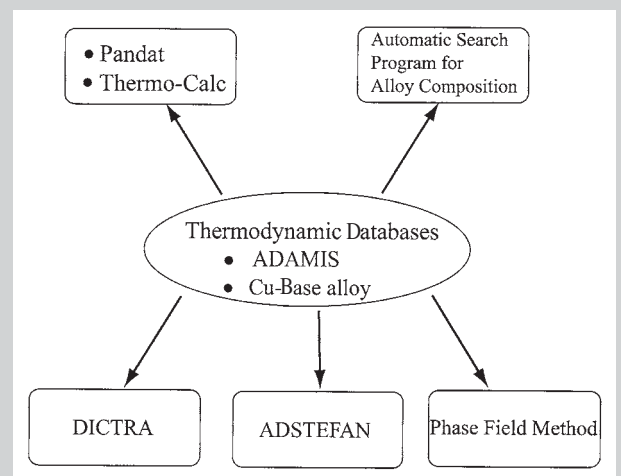 • Pandat
• Thermo-Calc
Automatic Search
Program for
Alloy Composition
Thermodynamic Databases
• ADAMIS
• Cu-Base alloy
DICTRA
ADSTEFAN
Phase Field Method